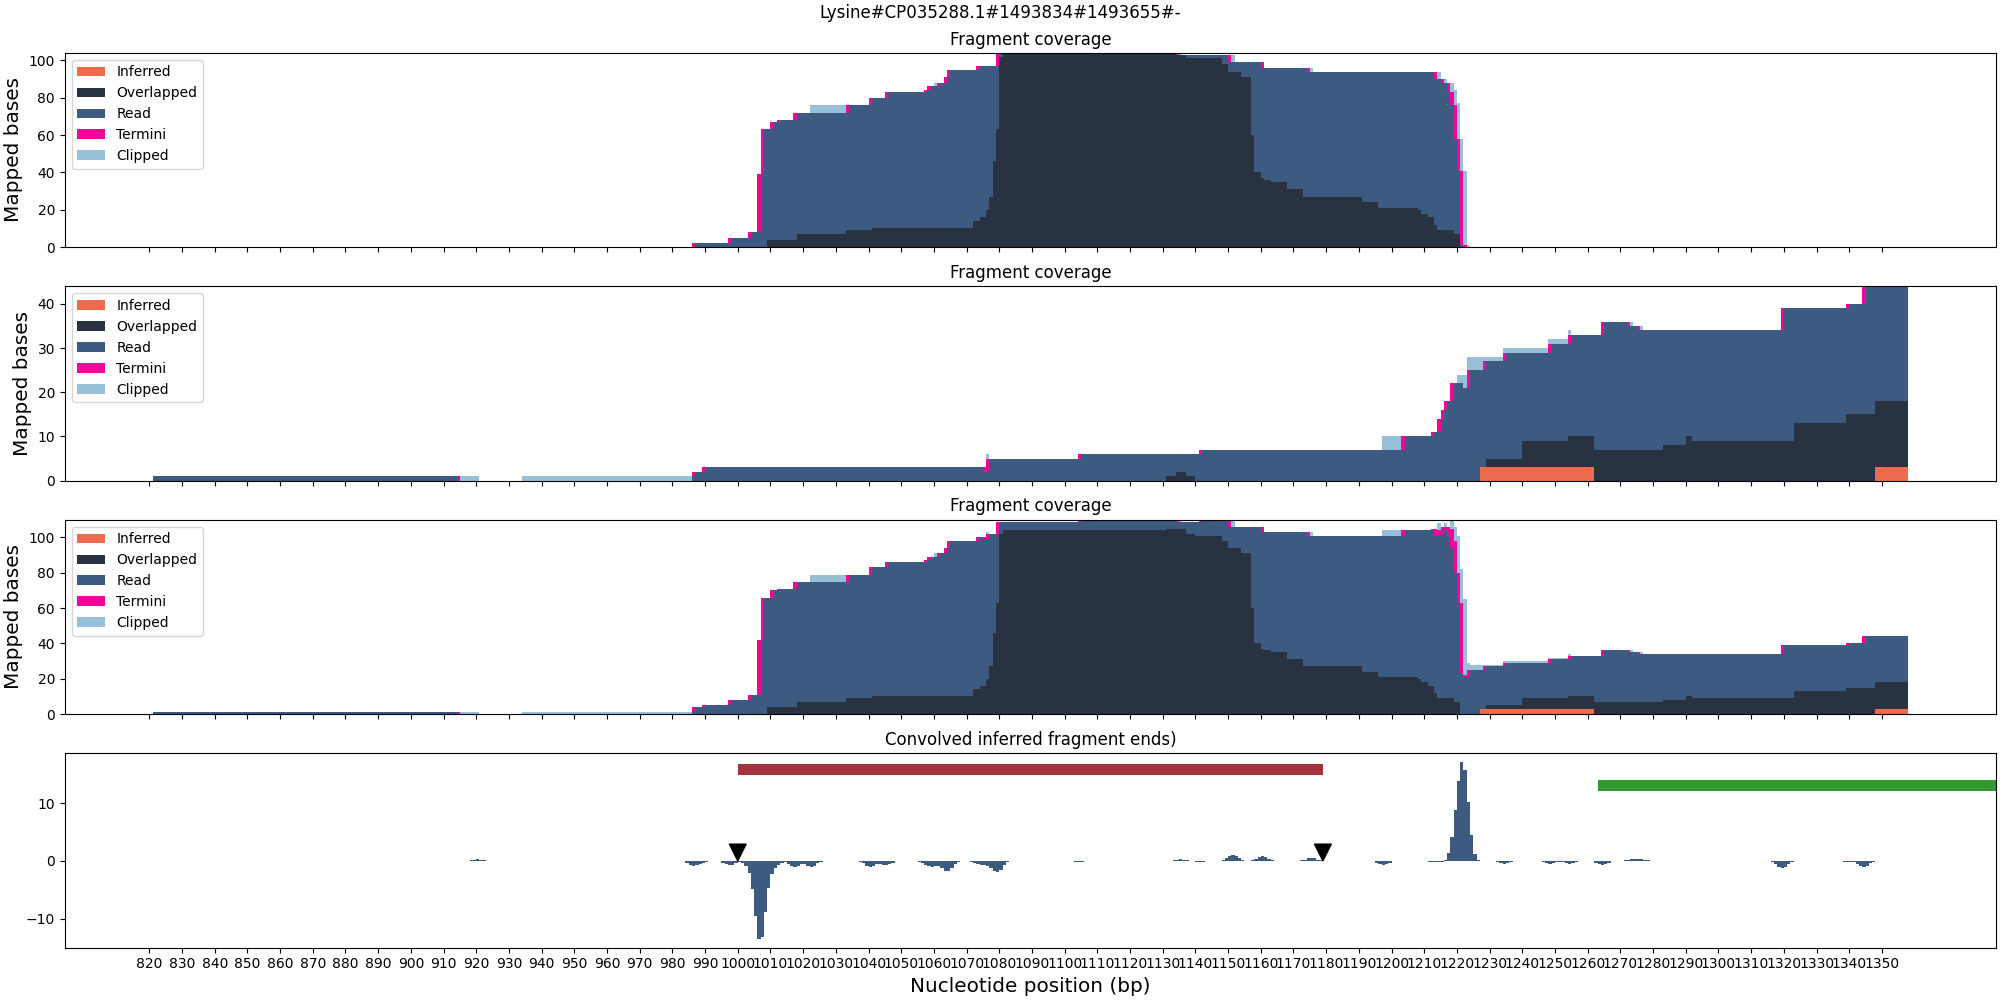 Lysine#CP035288.1#1493834#1493655#-
Fragment coverage
100
80
60
40
20
0
Mapped bases
Inferred
Overlapped
Read
Termini
Clipped
Fragment coverage
40
30
20
10
0
Mapped bases
Inferred
Overlapped
Read
Termini
Clipped
Fragment coverage
100
80
60
40
20
0
Mapped bases
Inferred
Overlapped
Read
Termini
Clipped
Convolved inferred fragment ends)
10
0
−10
820 830 840 850 860 870 880 890 900 910 920 930 940 950 960 970 980 990 1000 1010 1020 1030 1040 1050 1060 1070 1080 1090 1100 1110 1120 1130 1140 1150 1160 1170 1180 1190 1200 1210 1220 1230 1240 1250 1260 1270 1280 1290 1300 1310 1320 1330 1340 1350
Nucleotide position (bp)